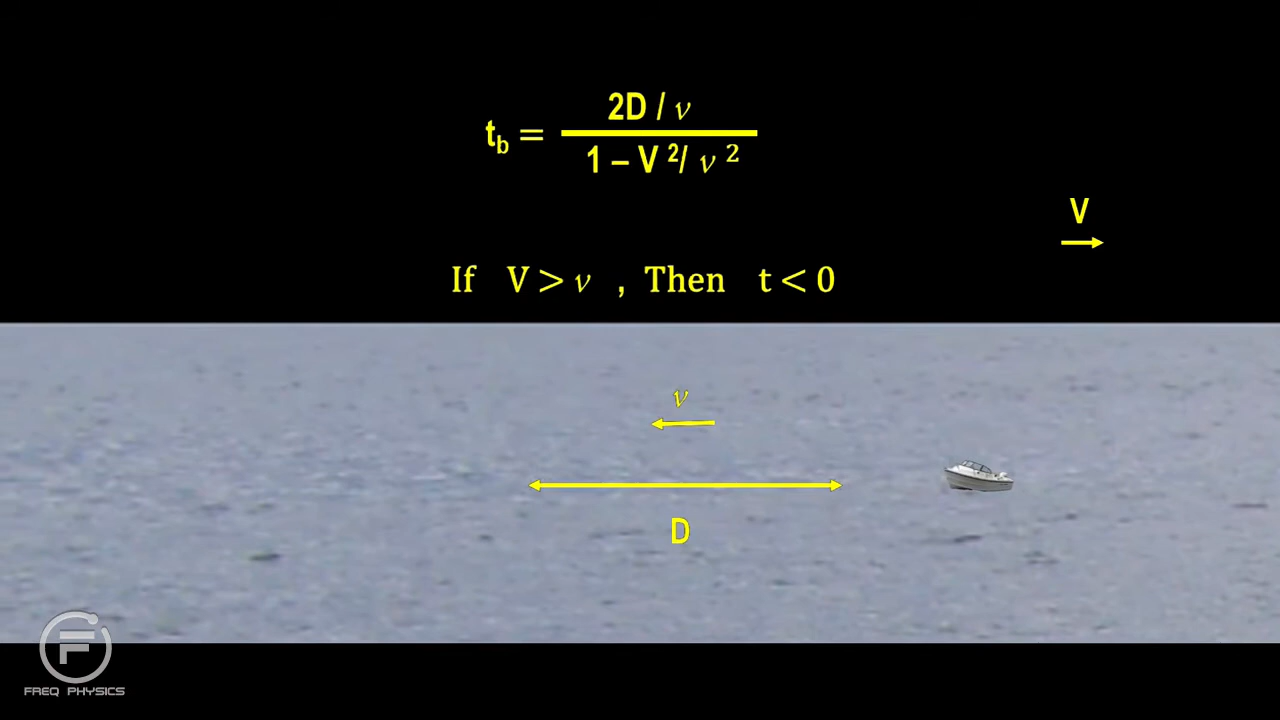 t_b = (2D / v) / (1 – V²/ v²)
V
If V > v , Then t < 0
v
D
F
FREQ PHYSICS